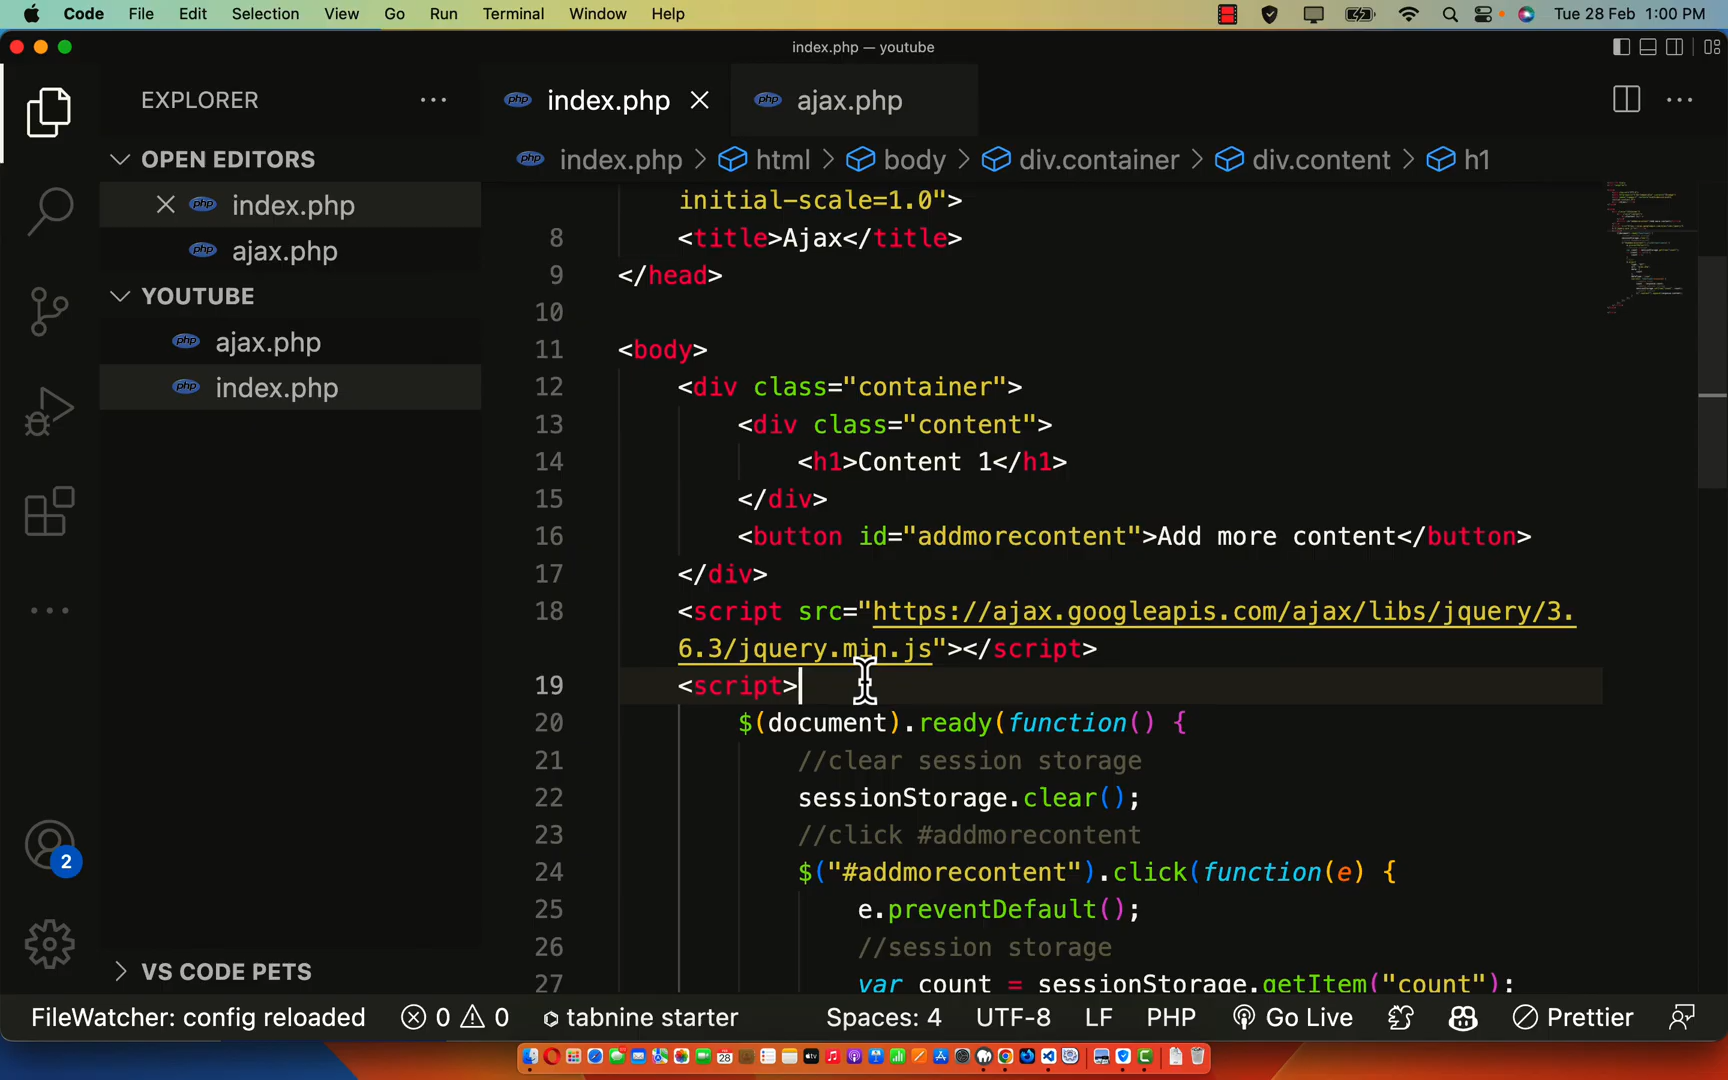 Code File Edit Selection View Go Run Terminal Window Help Tue 28 Feb 1:00 PM
index.php — youtube
EXPLORER
index.php
ajax.php
index.php > html > body > div.container > div.content > h1
OPEN EDITORS
index.php
ajax.php
YOUTUBE
ajax.php
index.php
VS CODE PETS
2
initial-scale=1.0">
8 <title>Ajax</title>
9 </head>
10
11 <body>
12 <div class="container">
13 <div class="content">
14 <h1>Content 1</h1>
15 </div>
16 <button id="addmorecontent">Add more content</button>
17 </div>
18 <script src="https://ajax.googleapis.com/ajax/libs/jquery/3.
6.3/jquery.min.js"></script>
19 <script>
20 $(document).ready(function() {
21 //clear session storage
22 sessionStorage.clear();
23 //click #addmorecontent
24 $("#addmorecontent").click(function(e) {
25 e.preventDefault();
26 //session storage
27 var count = sessionStorage.getItem("count");
FileWatcher: config reloaded 0 0 tabnine starter Spaces: 4 UTF-8 LF PHP Go Live Prettier